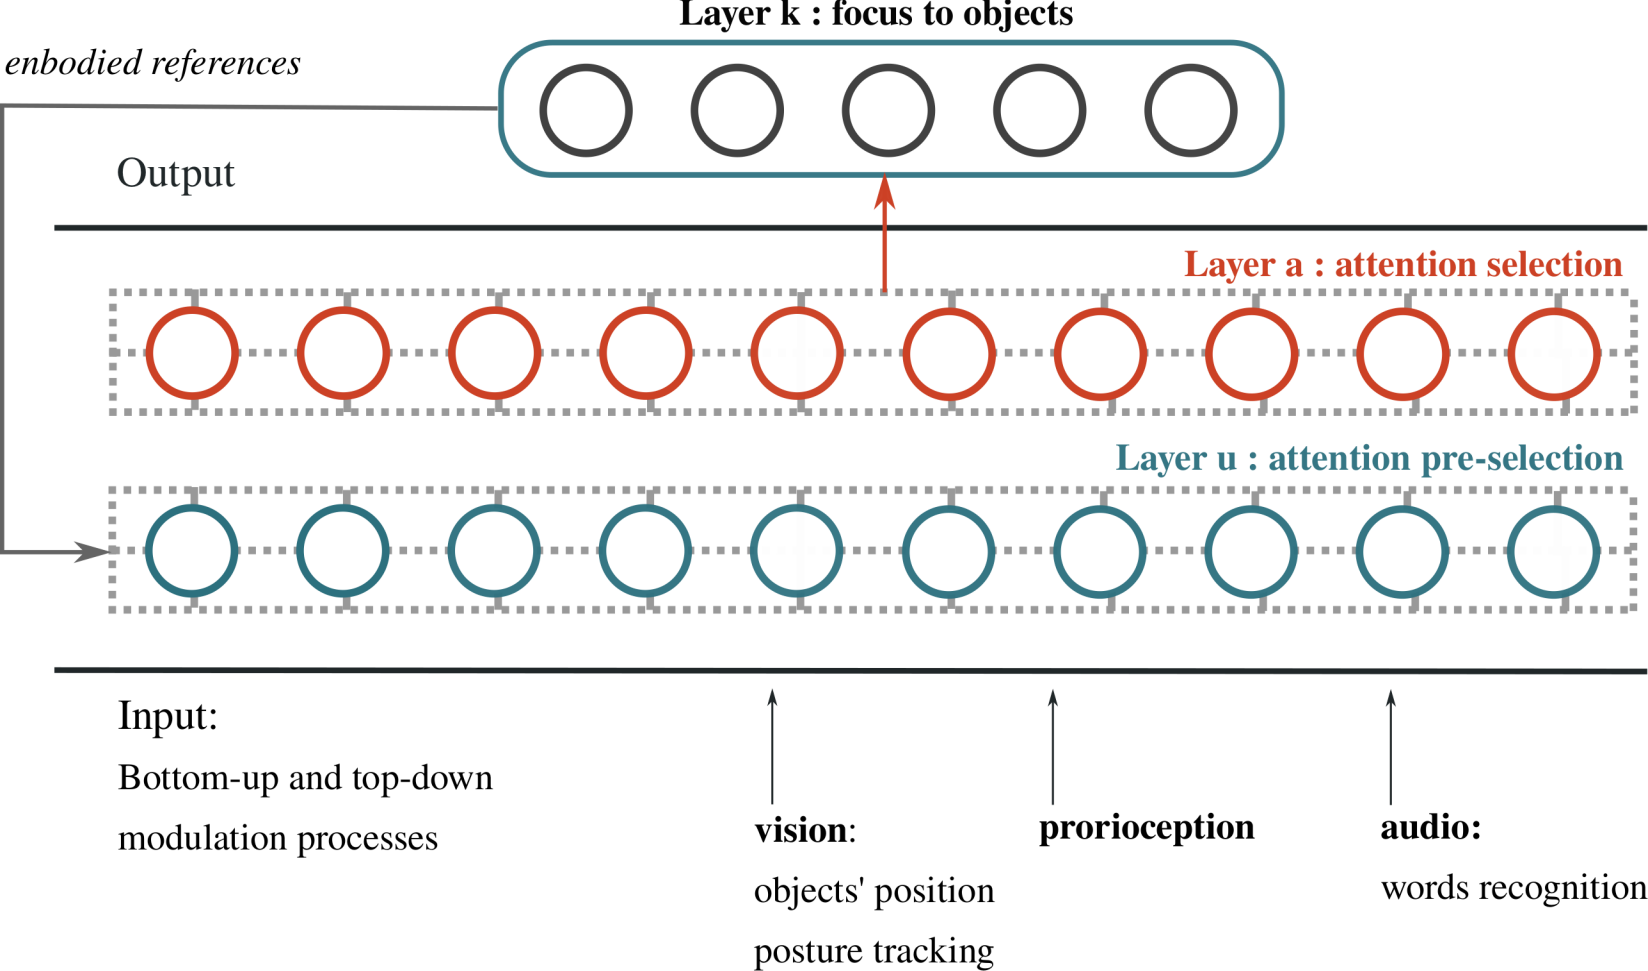 Layer k : focus to objects
enbodied references
Output
Layer a : attention selection
Layer u : attention pre-selection
Input:
Bottom-up and top-down
modulation processes
vision:
objects' position
posture tracking
prorioception
audio:
words recognition